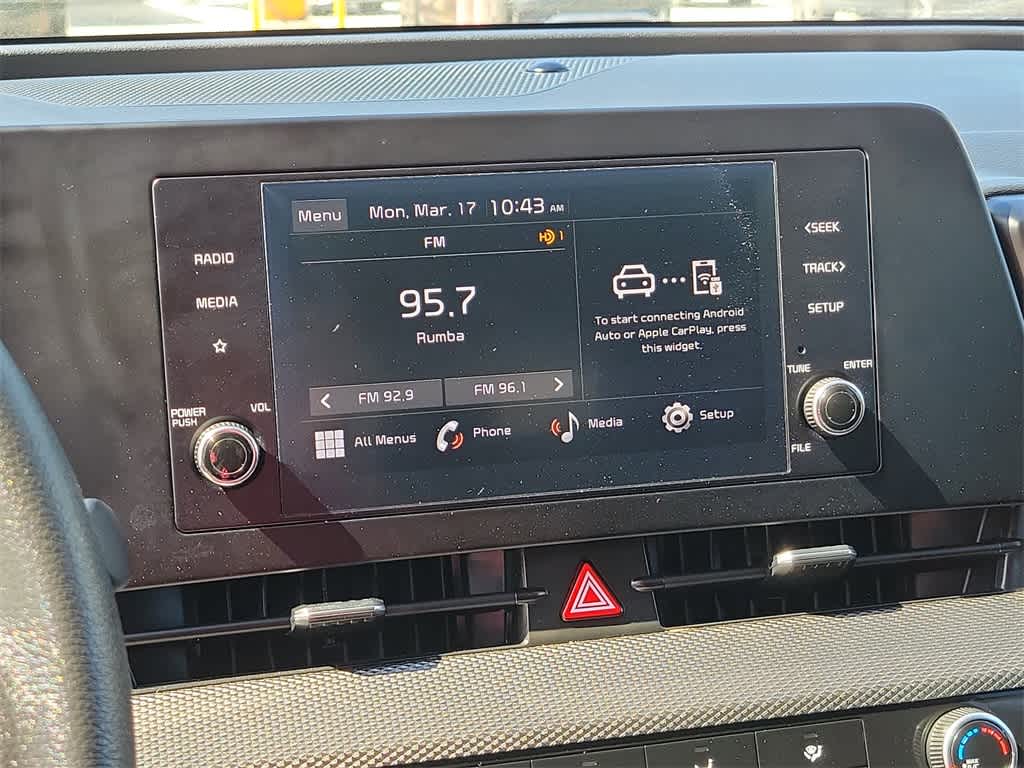 Menu Mon, Mar. 17 10:43 AM
FM HD 1
95.7
Rumba
< FM 92.9 FM 96.1 >
To start connecting Android
Auto or Apple CarPlay, press
this widget.
All Menus Phone Media Setup
RADIO
MEDIA
POWER
PUSH
VOL
<SEEK
TRACK>
SETUP
TUNE
ENTER
FILE
MAX
A/C